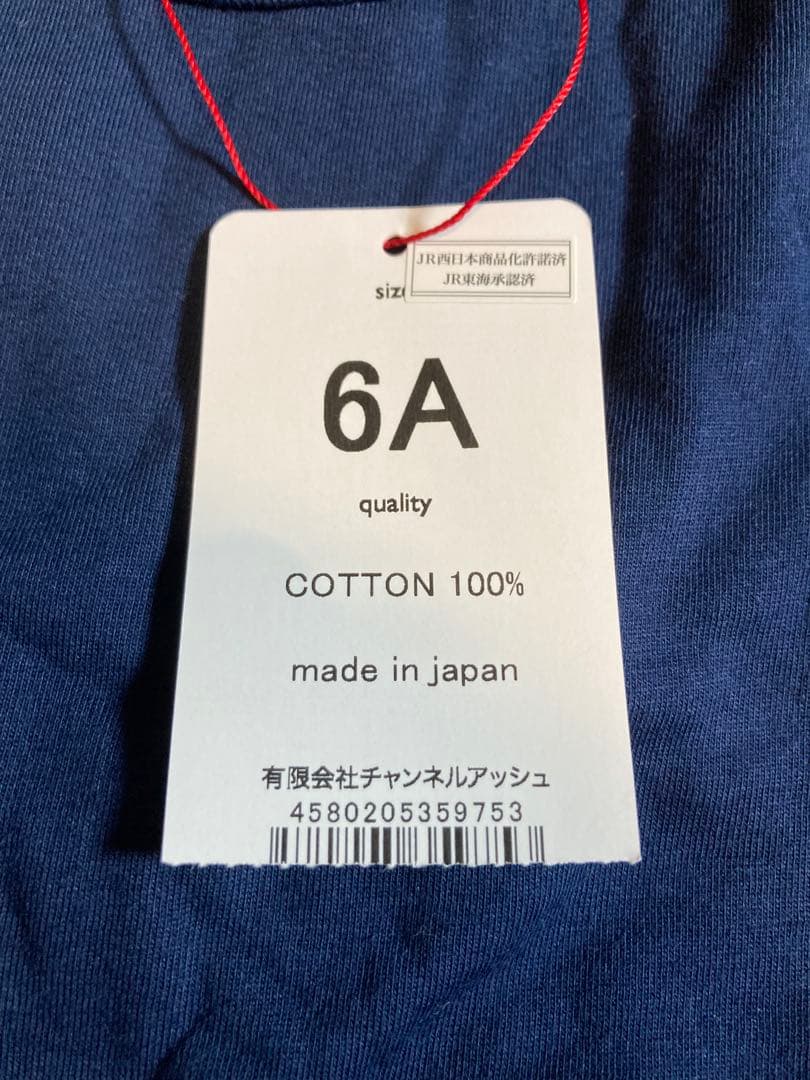 JR西日本商品化許諾済
JR東海承認済
size
6A
quality
COTTON 100%
made in japan
有限会社チャンネルアッシュ
4580205359753